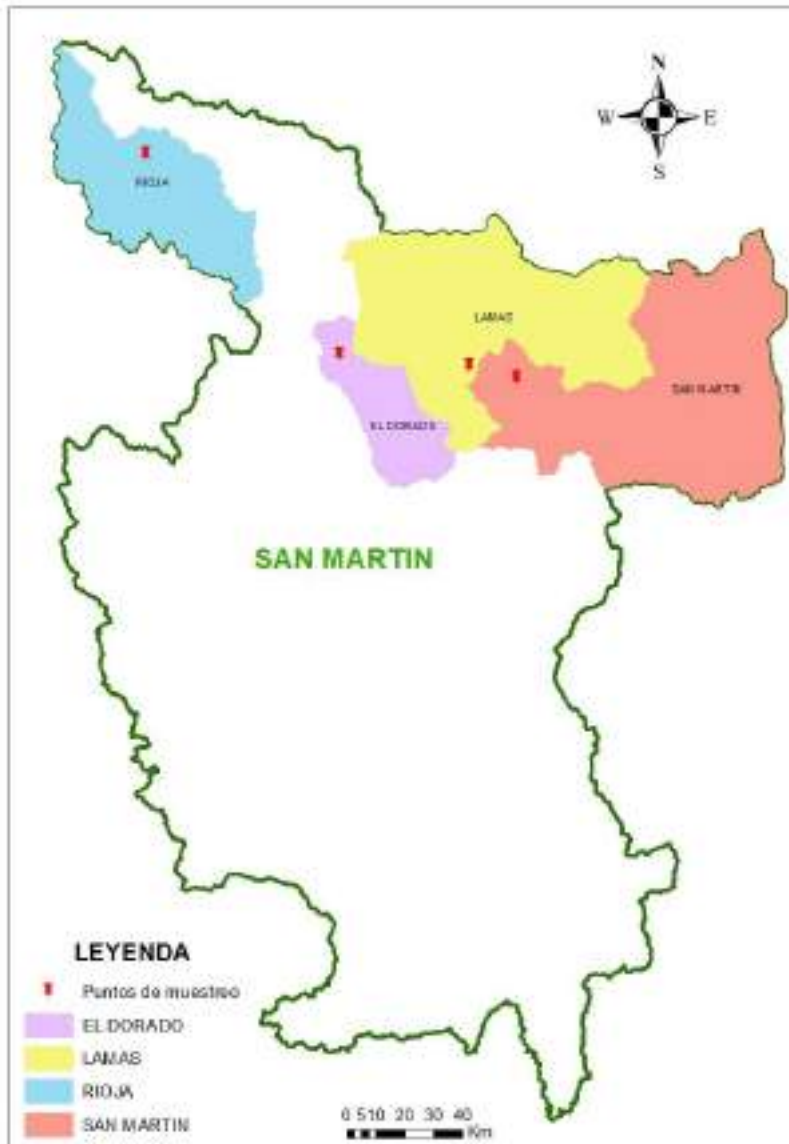 N
W E
S
RIOJA
LAMAS
SAN MARTIN
EL DORADO
SAN MARTIN
LEYENDA
Puntos de muestreo
EL DORADO
LAMAS
RIOJA
SAN MARTIN
0 5 10 20 30 40
Km